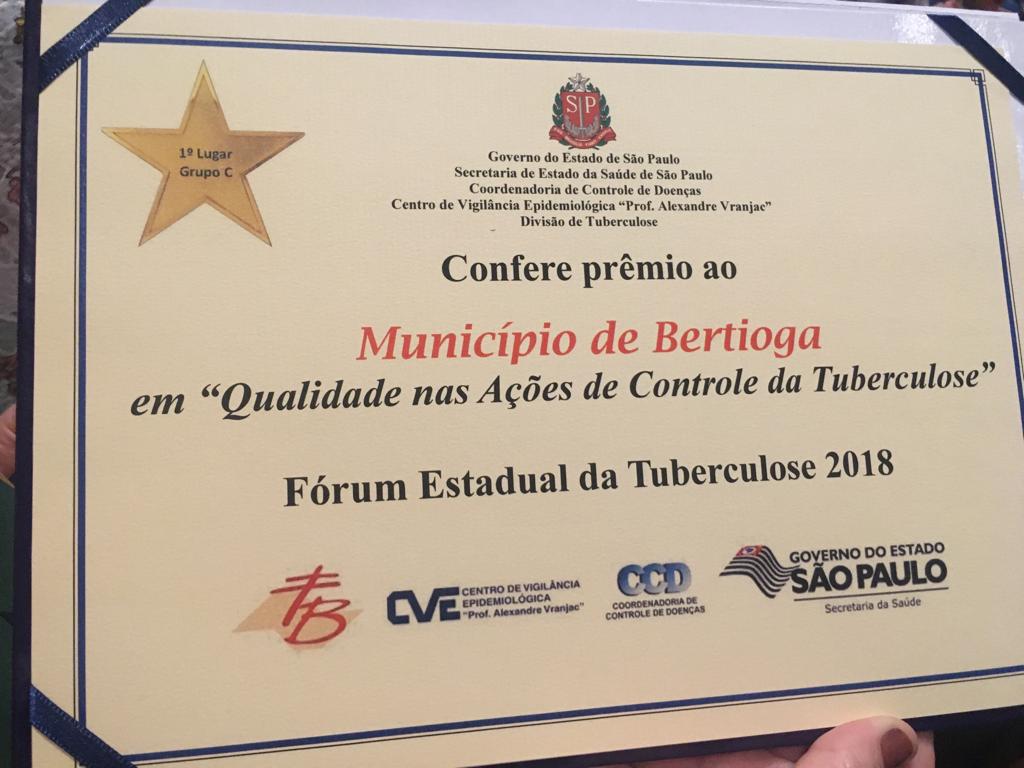 1º Lugar
Grupo C
SP
Governo do Estado de São Paulo
Secretaria de Estado da Saúde de São Paulo
Coordenadoria de Controle de Doenças
Centro de Vigilância Epidemiológica “Prof. Alexandre Vranjac”
Divisão de Tuberculose
Confere prêmio ao
Município de Bertioga
em “Qualidade nas Ações de Controle da Tuberculose”
Fórum Estadual da Tuberculose 2018
TB
CVE
CENTRO DE VIGILÂNCIA
EPIDEMIOLÓGICA
"Prof. Alexandre Vranjac"
CCD
COORDENADORIA DE
CONTROLE DE DOENÇAS
GOVERNO DO ESTADO
SÃO PAULO
Secretaria da Saúde